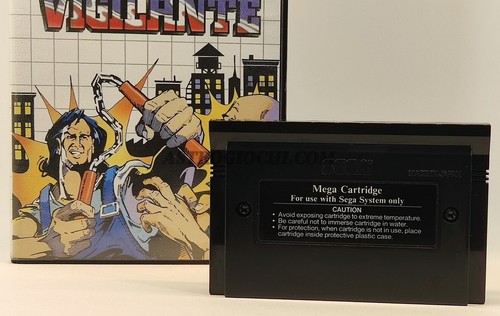 VIGILANTE
ASTROGIOCHI.COM
Mega Cartridge
For use with Sega System only
CAUTION
• Avoid exposing cartridge to extreme temperature.
• Be careful not to immerse cartridge in water.
• For protection, when cartridge is not in use, place
cartridge inside protective plastic case.